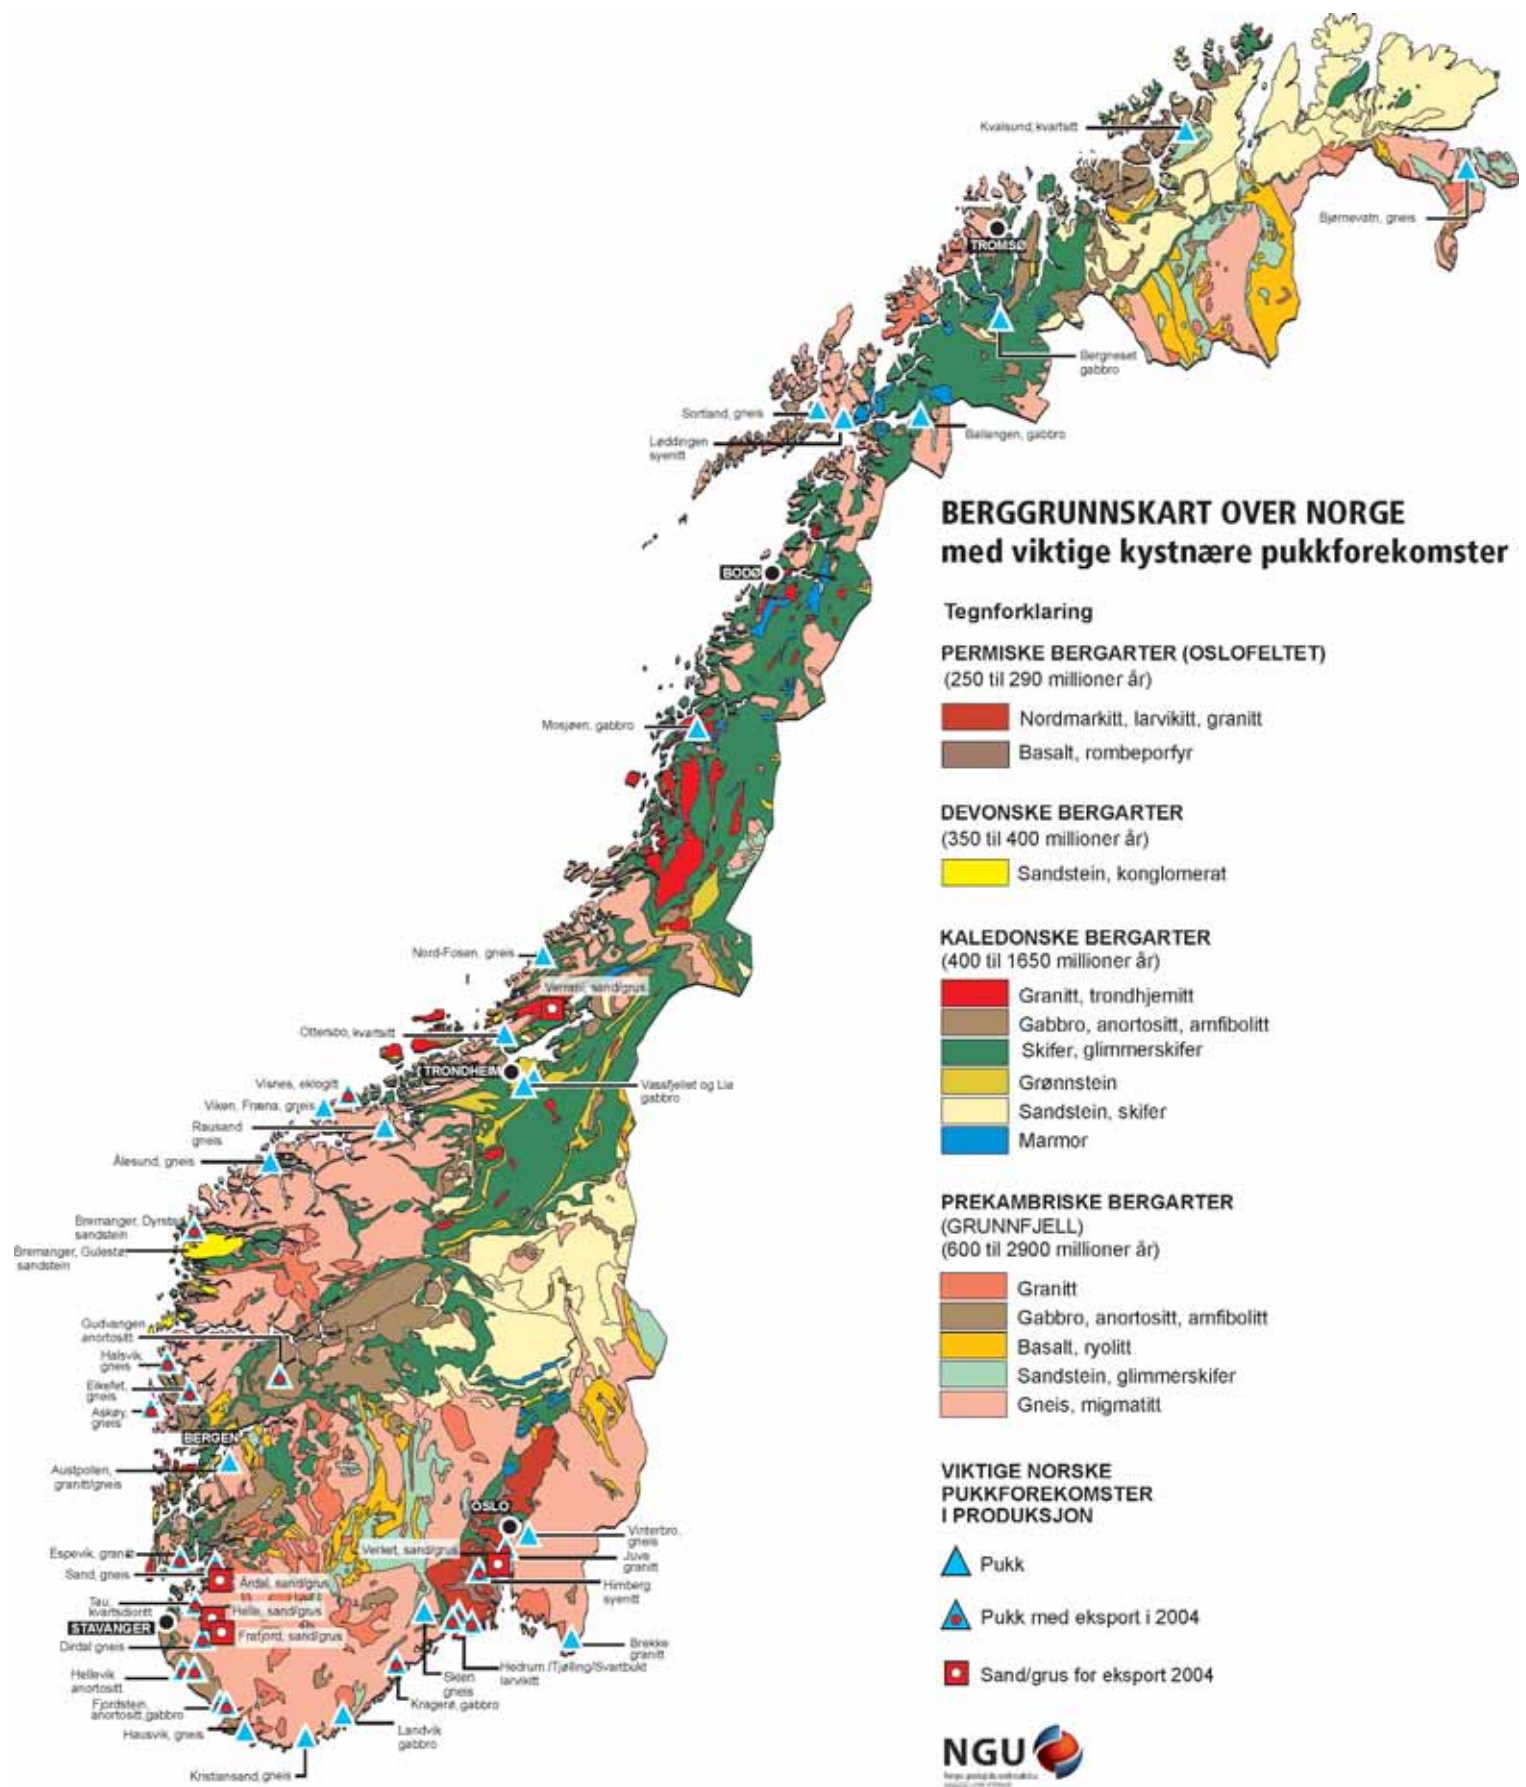 Kvalsund, kvartsitt
Bjørnevatn, gneis
TROMSØ
Bergneset
gabbro
Sortland, gneis
Løddingen
syenitt
Ballangen, gabbro
BERGGRUNNSKART OVER NORGE
med viktige kystnære pukkforekomster
BODØ
Tegnforklaring
PERMISKE BERGARTER (OSLOFELTET)
(250 til 290 millioner år)
Nordmarkitt, larvikitt, granitt
Basalt, rombeporfyr
Mosjøen, gabbro
DEVONSKE BERGARTER
(350 til 400 millioner år)
Sandstein, konglomerat
KALEDONSKE BERGARTER
(400 til 1650 millioner år)
Granitt, trondhjemitt
Gabbro, anortositt, amfibolitt
Skifer, glimmerskifer
Grønnstein
Sandstein, skifer
Marmor
Nord-Fosen, gneis
sand/grus
Ottersbo, kvartsitt
TRONDHEIM
Vassfjellet og Lia
gabbro
Visnes, eklogitt
Viken, Fræna, gneis
Rausand
gneis
Ålesund, gneis
Bremanger,
sandstein
Bremanger,
sandstein
PREKAMBRISKE BERGARTER
(GRUNNFJELL)
(600 til 2900 millioner år)
Granitt
Gabbro, anortositt, amfibolitt
Basalt, ryolitt
Sandstein, glimmerskifer
Gneis, migmatitt
Gudvangen
anortositt
Halsvik,
gneis
Eikefet,
gneis
Askøy,
gneis
BERGEN
Austpollen,
granitt/gneis
OSLO
Vinterbro,
gneis
Verket, sand/grus
Juve
granitt
Himberg
syenitt
Espevik, granitt
Sand, gneis
Årdal, sand/grus
Tau,
kvartsdioritt
Helle, sand/grus
STAVANGER
Frafjord, sand/grus
Dirdal gneis
Brekke
granitt
Hellevik
anortositt
Hedrum /Tjølling/Svartbukt
larvikitt
Skien
gneis
Fjordstein,
anortositt, gabbro
Kragerø, gabbro
Hausvik, gneis
Landvik
gabbro
Kristiansand, gneis
VIKTIGE NORSKE
PUKKFOREKOMSTER
I PRODUKSJON
Pukk
Pukk med eksport i 2004
Sand/grus for eksport 2004
NGU